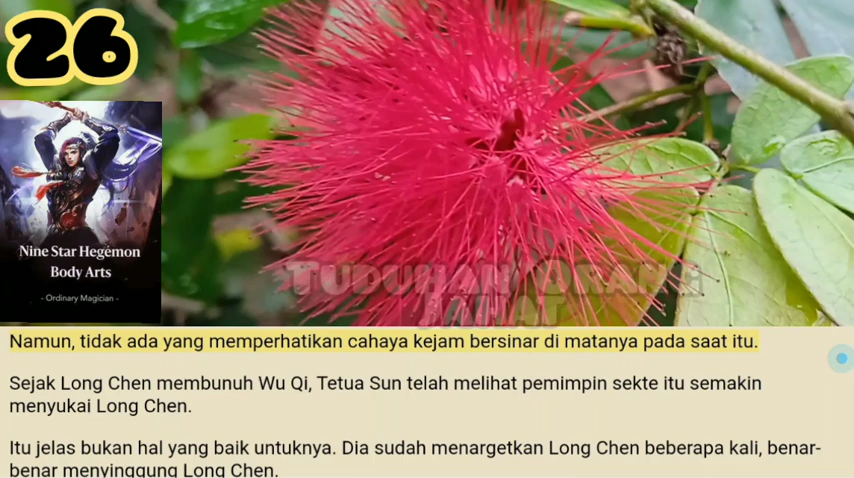 26
Nine Star Hegemon
Body Arts
- Ordinary Magician -
Tuduhan Orang
Jahat
Namun, tidak ada yang memperhatikan cahaya kejam bersinar di matanya pada saat itu.
Sejak Long Chen membunuh Wu Qi, Tetua Sun telah melihat pemimpin sekte itu semakin
menyukai Long Chen.
Itu jelas bukan hal yang baik untuknya. Dia sudah menargetkan Long Chen beberapa kali, benar-
benar menyinggung Long Chen.